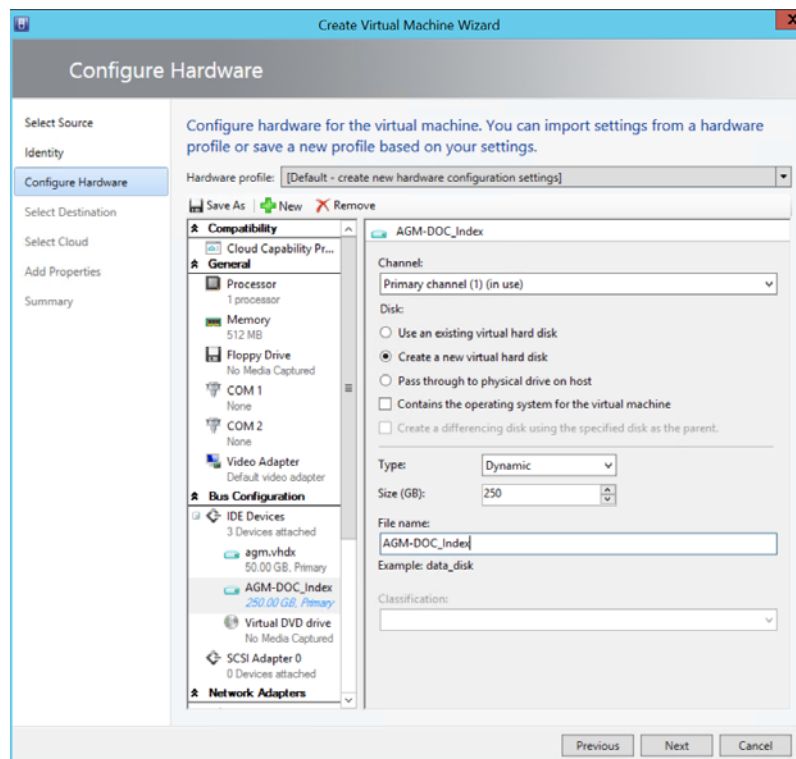 Create Virtual Machine Wizard
X
Configure Hardware
Select Source
Identity
Configure Hardware
Select Destination
Select Cloud
Add Properties
Summary
Configure hardware for the virtual machine. You can import settings from a hardware
profile or save a new profile based on your settings.
Hardware profile: [Default - create new hardware configuration settings]
Save As New Remove
Compatibility
Cloud Capability Pr...
General
Processor
1 processor
Memory
512 MB
Floppy Drive
No Media Captured
COM 1
None
COM 2
None
Video Adapter
Default video adapter
Bus Configuration
IDE Devices
3 Devices attached
agm.vhdx
50.00 GB, Primary
AGM-DOC_Index
250.00 GB, Primary
Virtual DVD drive
No Media Captured
SCSI Adapter 0
0 Devices attached
Network Adapters
AGM-DOC_Index
Channel:
Primary channel (1) (in use)
Disk:
Use an existing virtual hard disk
Create a new virtual hard disk
Pass through to physical drive on host
Contains the operating system for the virtual machine
Create a differencing disk using the specified disk as the parent.
Type: Dynamic
Size (GB): 250
File name:
AGM-DOC_Index
Example: data_disk
Classification:
Previous Next Cancel